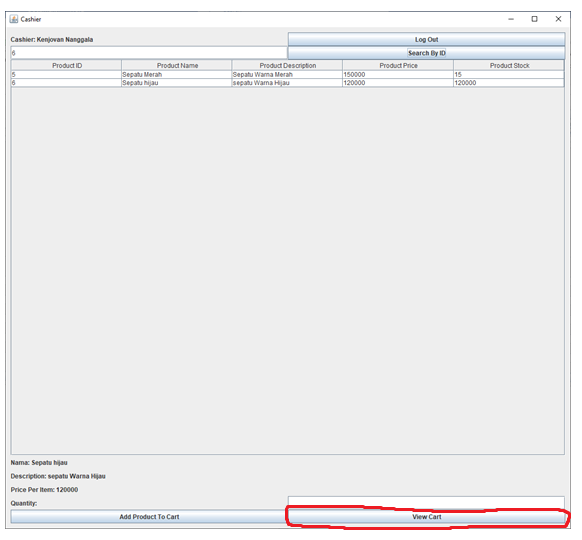 Cashier
Cashier: Kenjovan Nanggala Log Out
6 Search By ID
Product ID Product Name Product Description Product Price Product Stock
5 Sepatu Merah Sepatu Warna Merah 150000 15
6 Sepatu hijau sepatu Warna Hijau 120000 120000
Nama: Sepatu hijau
Description: sepatu Warna Hijau
Price Per Item: 120000
Quantity:
Add Product To Cart View Cart